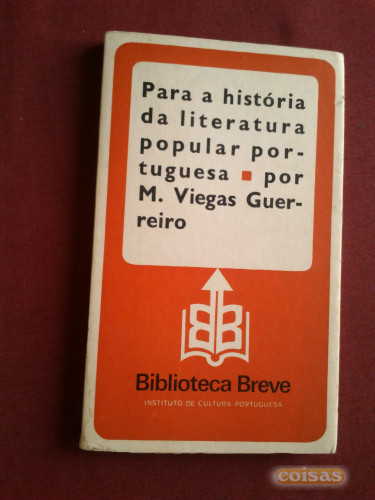 Para a história
da literatura
popular por-
tuguesa ▪ por
M. Viegas Guer-
reiro
BB
Biblioteca Breve
INSTITUTO DE CULTURA PORTUGUESA
coisas